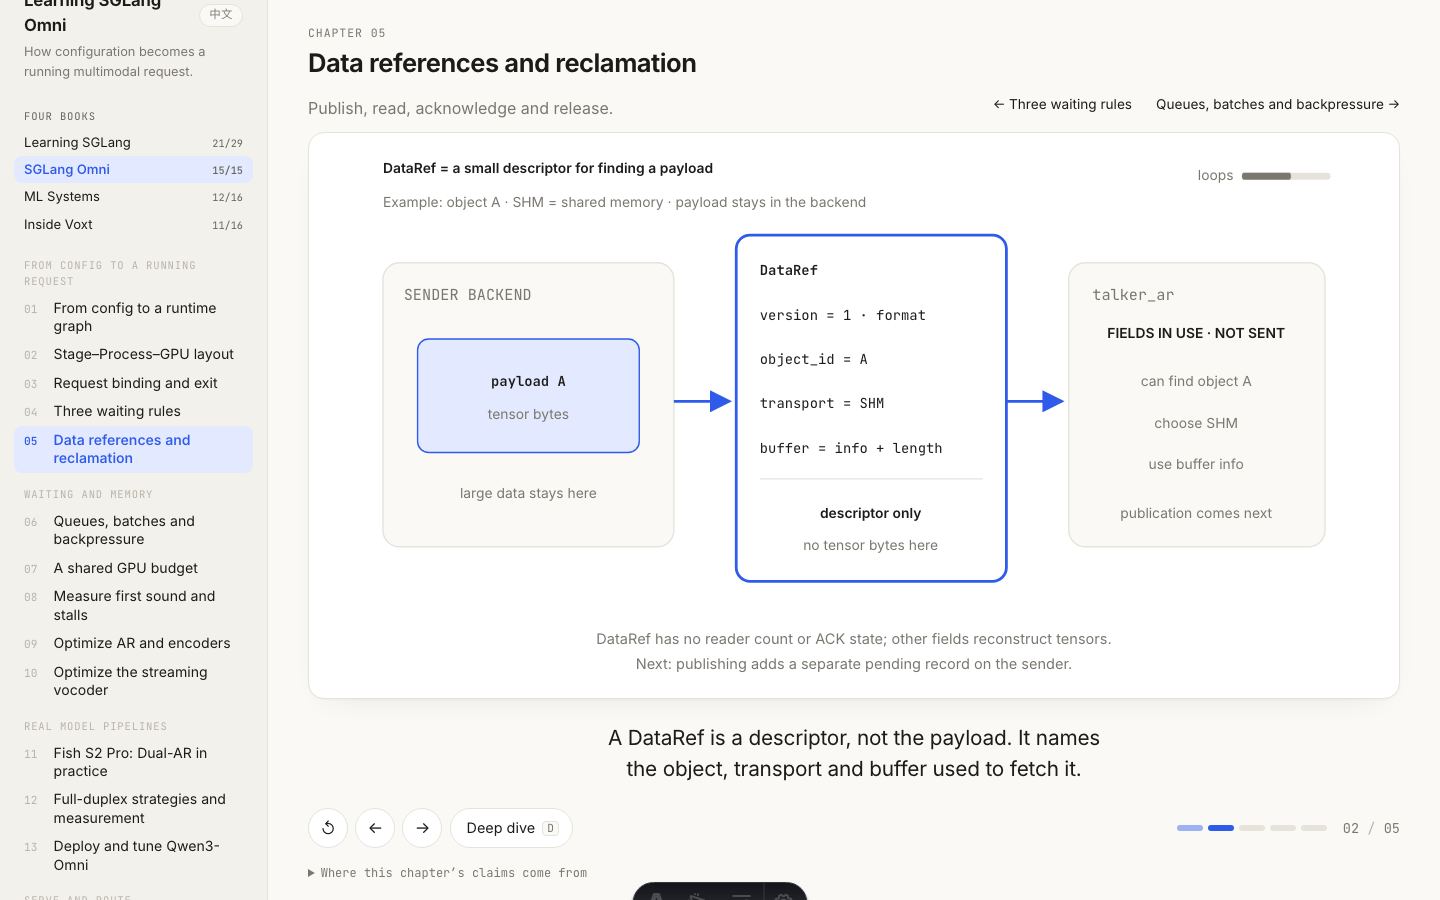 Learning SGLang
Omni
中文
How configuration becomes a
running multimodal request.
FOUR BOOKS
Learning SGLang 21/29
SGLang Omni 15/15
ML Systems 12/16
Inside Voxt 11/16
FROM CONFIG TO A RUNNING
REQUEST
01 From config to a runtime
graph
02 Stage–Process–GPU layout
03 Request binding and exit
04 Three waiting rules
05 Data references and
reclamation
WAITING AND MEMORY
06 Queues, batches and
backpressure
07 A shared GPU budget
08 Measure first sound and
stalls
09 Optimize AR and encoders
10 Optimize the streaming
vocoder
REAL MODEL PIPELINES
11 Fish S2 Pro: Dual-AR in
practice
12 Full-duplex strategies and
measurement
13 Deploy and tune Qwen3-
Omni
SERVE AND ROUTE
CHAPTER 05
Data references and reclamation
Publish, read, acknowledge and release.
← Three waiting rules Queues, batches and backpressure →
DataRef = a small descriptor for finding a payload
Example: object A · SHM = shared memory · payload stays in the backend
loops
SENDER BACKEND
payload A
tensor bytes
large data stays here
DataRef
version = 1 · format
object_id = A
transport = SHM
buffer = info + length
descriptor only
no tensor bytes here
talker_ar
FIELDS IN USE · NOT SENT
can find object A
choose SHM
use buffer info
publication comes next
DataRef has no reader count or ACK state; other fields reconstruct tensors.
Next: publishing adds a separate pending record on the sender.
A DataRef is a descriptor, not the payload. It names
the object, transport and buffer used to fetch it.
Deep dive D
02 / 05
Where this chapter’s claims come from